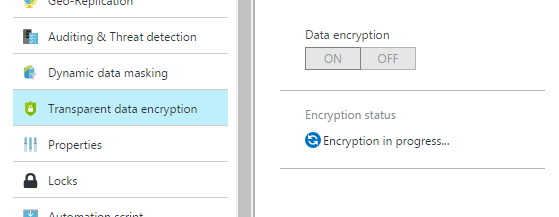 Geo-Replication
Auditing & Threat detection
Dynamic data masking
Transparent data encryption
Properties
Locks
Automation script
Data encryption
ON OFF
Encryption status
Encryption in progress...